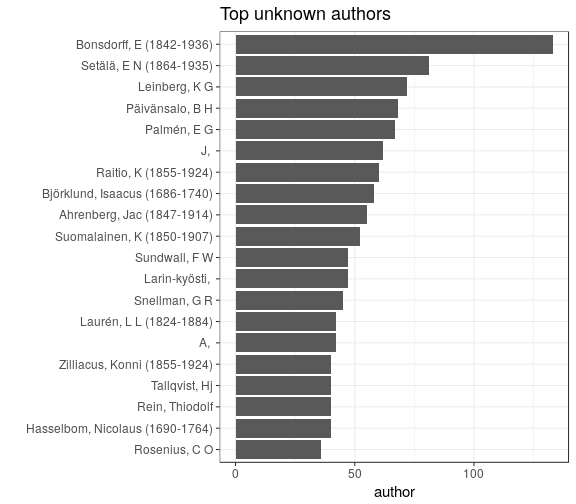 Top unknown authors
Bonsdorff, E (1842-1936)
Setälä, E N (1864-1935)
Leinberg, K G
Päivänsalo, B H
Palmén, E G
J,
Raitio, K (1855-1924)
Björklund, Isaacus (1686-1740)
Ahrenberg, Jac (1847-1914)
Suomalainen, K (1850-1907)
Sundwall, F W
Larin-kyösti,
Snellman, G R
Laurén, L L (1824-1884)
A,
Zilliacus, Konni (1855-1924)
Tallqvist, Hj
Rein, Thiodolf
Hasselbom, Nicolaus (1690-1764)
Rosenius, C O
0 50 100
author